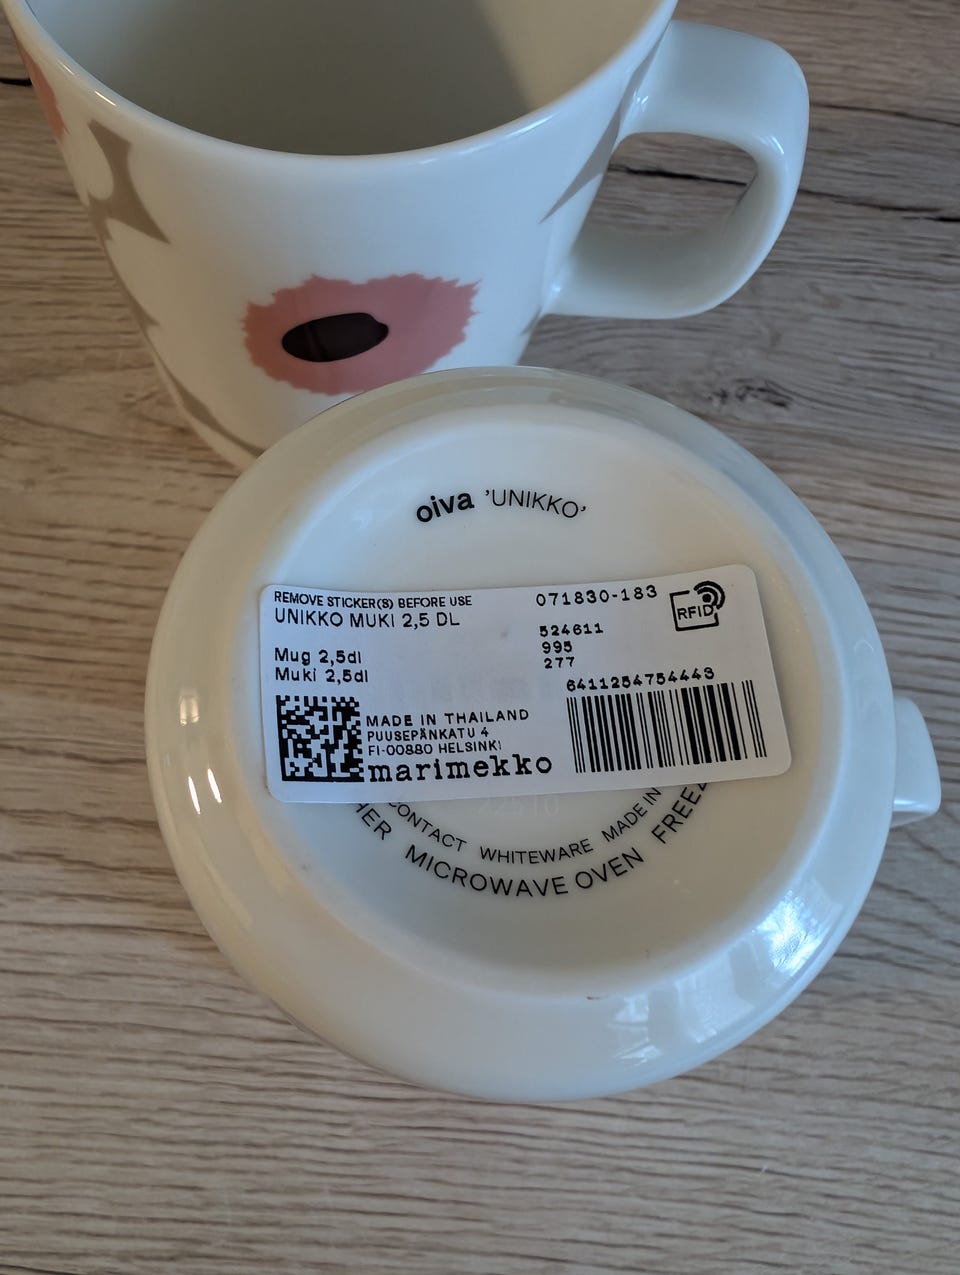 oiva 'UNIKKO'
REMOVE STICKER(S) BEFORE USE
UNIKKO MUKI 2,5 DL
071830-183
RFID
524611
995
277
Mug 2,5dl
Muki 2,5dl
6411254754443
MADE IN THAILAND
PUUSEPÄNKATU 4
FI-00880 HELSINKI
marimekko
CONTACT WHITEWARE MADE IN
MICROWAVE OVEN